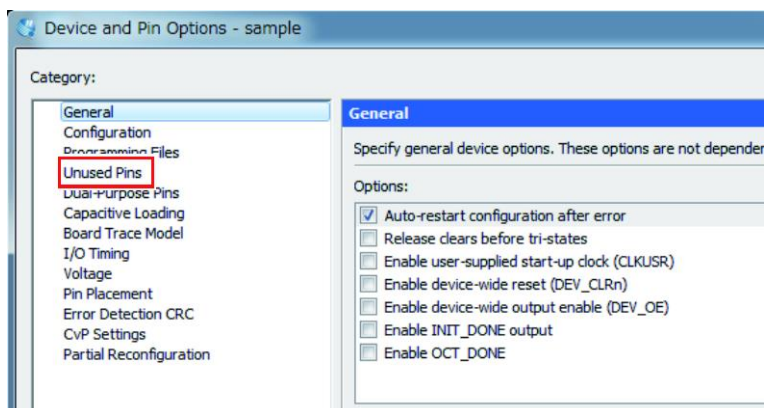 Device and Pin Options - sample
Category:
General
Configuration
Programming Files
Unused Pins
Dual-Purpose Pins
Capacitive Loading
Board Trace Model
I/O Timing
Voltage
Pin Placement
Error Detection CRC
CvP Settings
Partial Reconfiguration
General
Specify general device options. These options are not depender
Options:
Auto-restart configuration after error
Release clears before tri-states
Enable user-supplied start-up clock (CLKUSR)
Enable device-wide reset (DEV_CLRn)
Enable device-wide output enable (DEV_OE)
Enable INIT_DONE output
Enable OCT_DONE